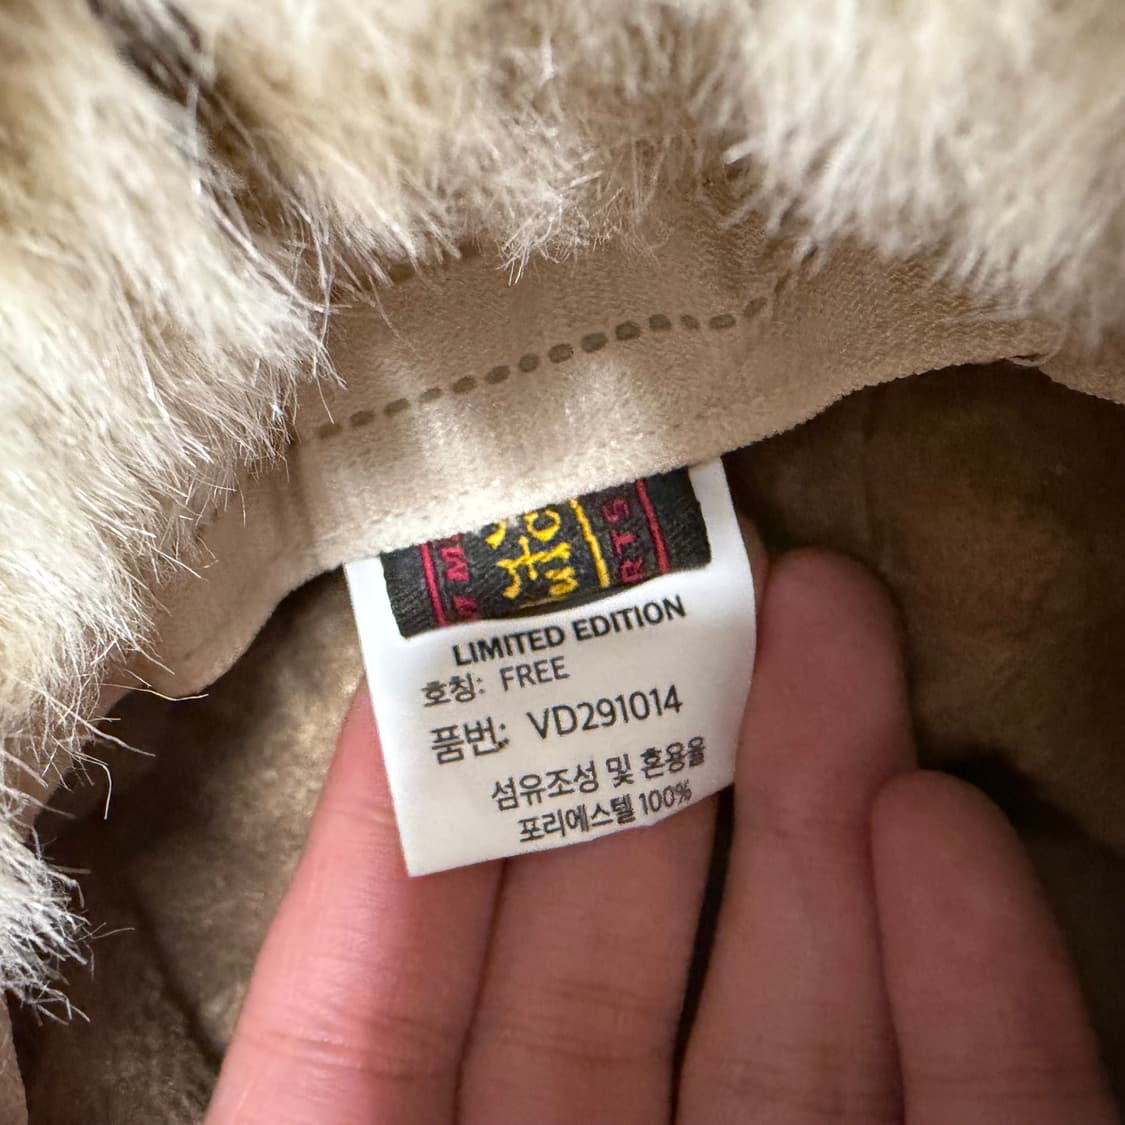 LIMITED EDITION
호칭: FREE
품번: VD291014
섬유조성 및 혼용율
포리에스텔 100%